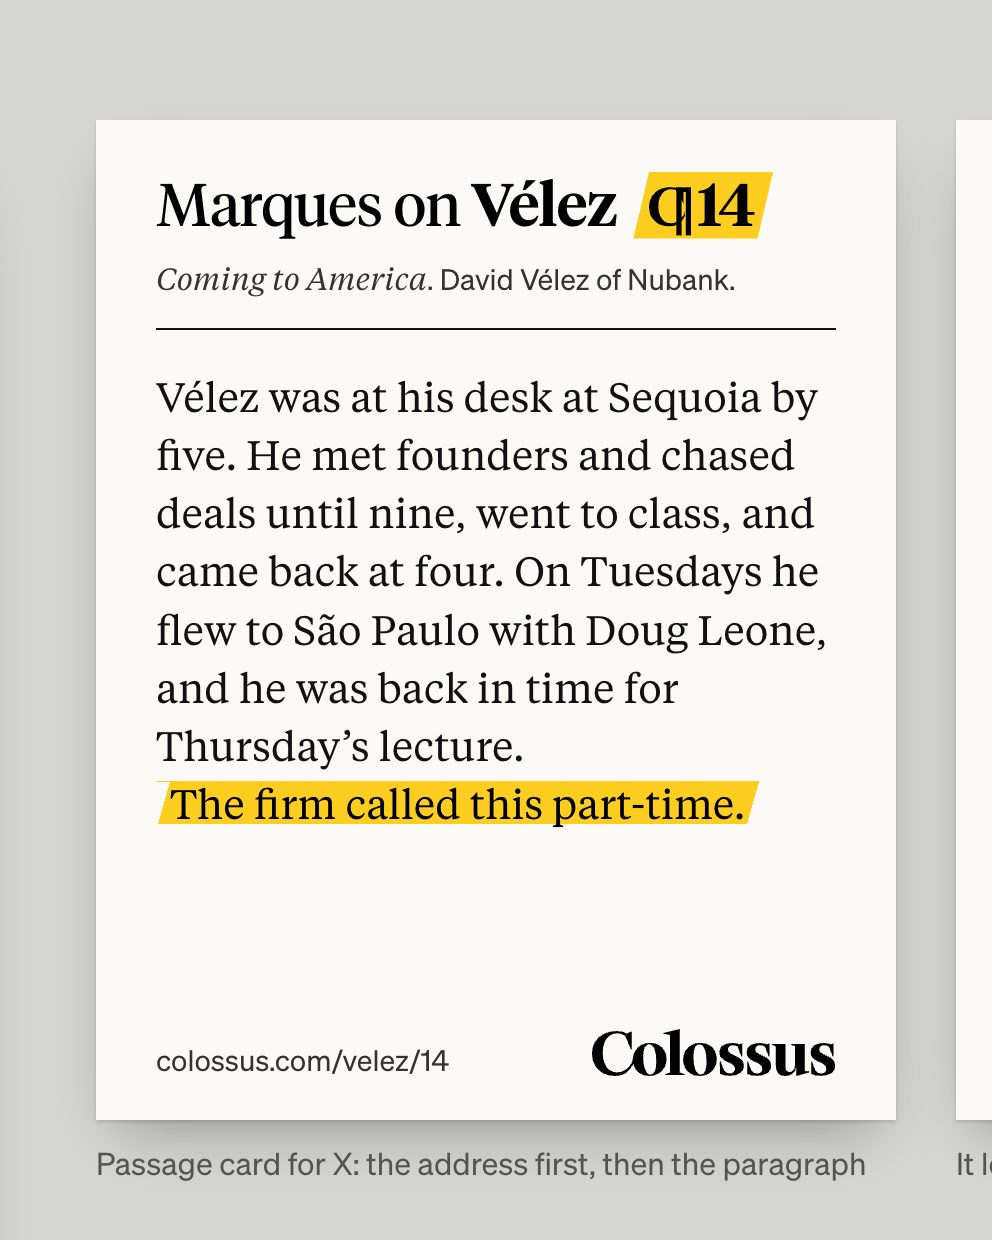 Marques on Vélez ¶14
Coming to America. David Vélez of Nubank.
Vélez was at his desk at Sequoia by
five. He met founders and chased
deals until nine, went to class, and
came back at four. On Tuesdays he
flew to São Paulo with Doug Leone,
and he was back in time for
Thursday’s lecture.
The firm called this part-time.
colossus.com/velez/14
Colossus
Passage card for X: the address first, then the paragraph
It